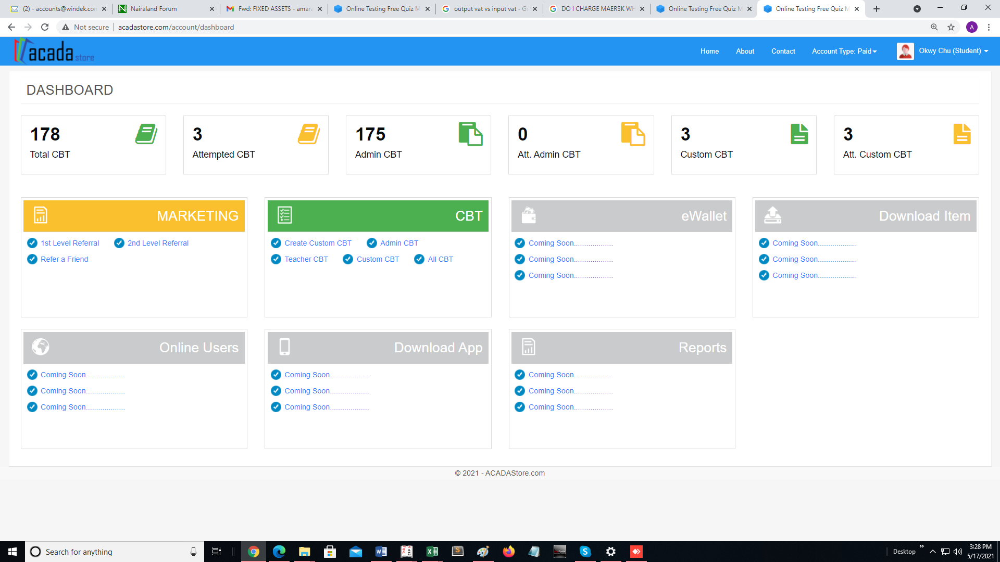 (2) - accounts@windek.com
Nairaland Forum
Fwd: FIXED ASSETS - amara
Online Testing Free Quiz M
output vat vs input vat - G
DO I CHARGE MAERSK WH
Online Testing Free Quiz M
Online Testing Free Quiz M
Not secure
acadastore.com/account/dashboard
A
acada store
Home
About
Contact
Account Type: Paid
Okwy Chu (Student)
DASHBOARD
178
Total CBT
3
Attempted CBT
175
Admin CBT
0
Att. Admin CBT
3
Custom CBT
3
Att. Custom CBT
MARKETING
1st Level Referral
2nd Level Referral
Refer a Friend
CBT
Create Custom CBT
Admin CBT
Teacher CBT
Custom CBT
All CBT
eWallet
Coming Soon...................
Coming Soon...................
Coming Soon...................
Download Item
Coming Soon...................
Coming Soon...................
Coming Soon...................
Online Users
Coming Soon...................
Coming Soon...................
Coming Soon...................
Download App
Coming Soon...................
Coming Soon...................
Coming Soon...................
Reports
Coming Soon...................
Coming Soon...................
Coming Soon...................
© 2021 - ACADAStore.com
Search for anything
Desktop
3:28 PM
5/17/2021